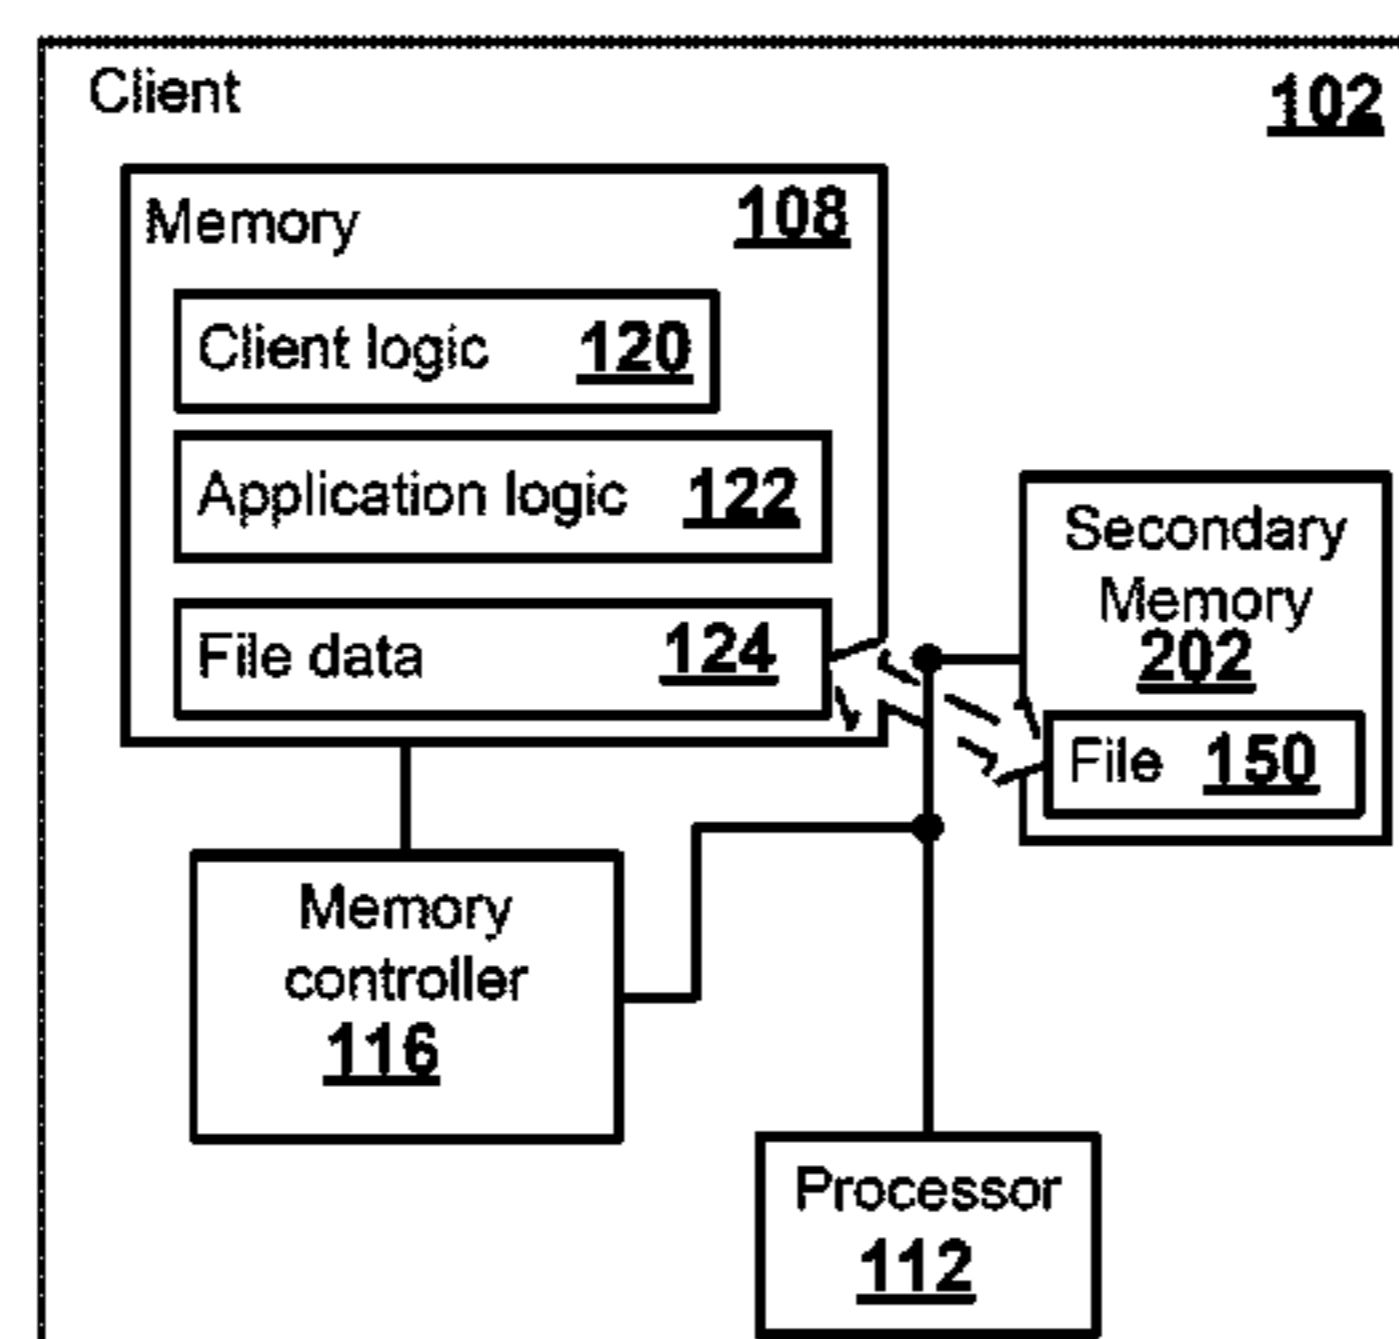 Client 102
Memory 108
Client logic 120
Application logic 122
File data 124
Secondary
Memory
202
File 150
Memory
controller
116
Processor
112